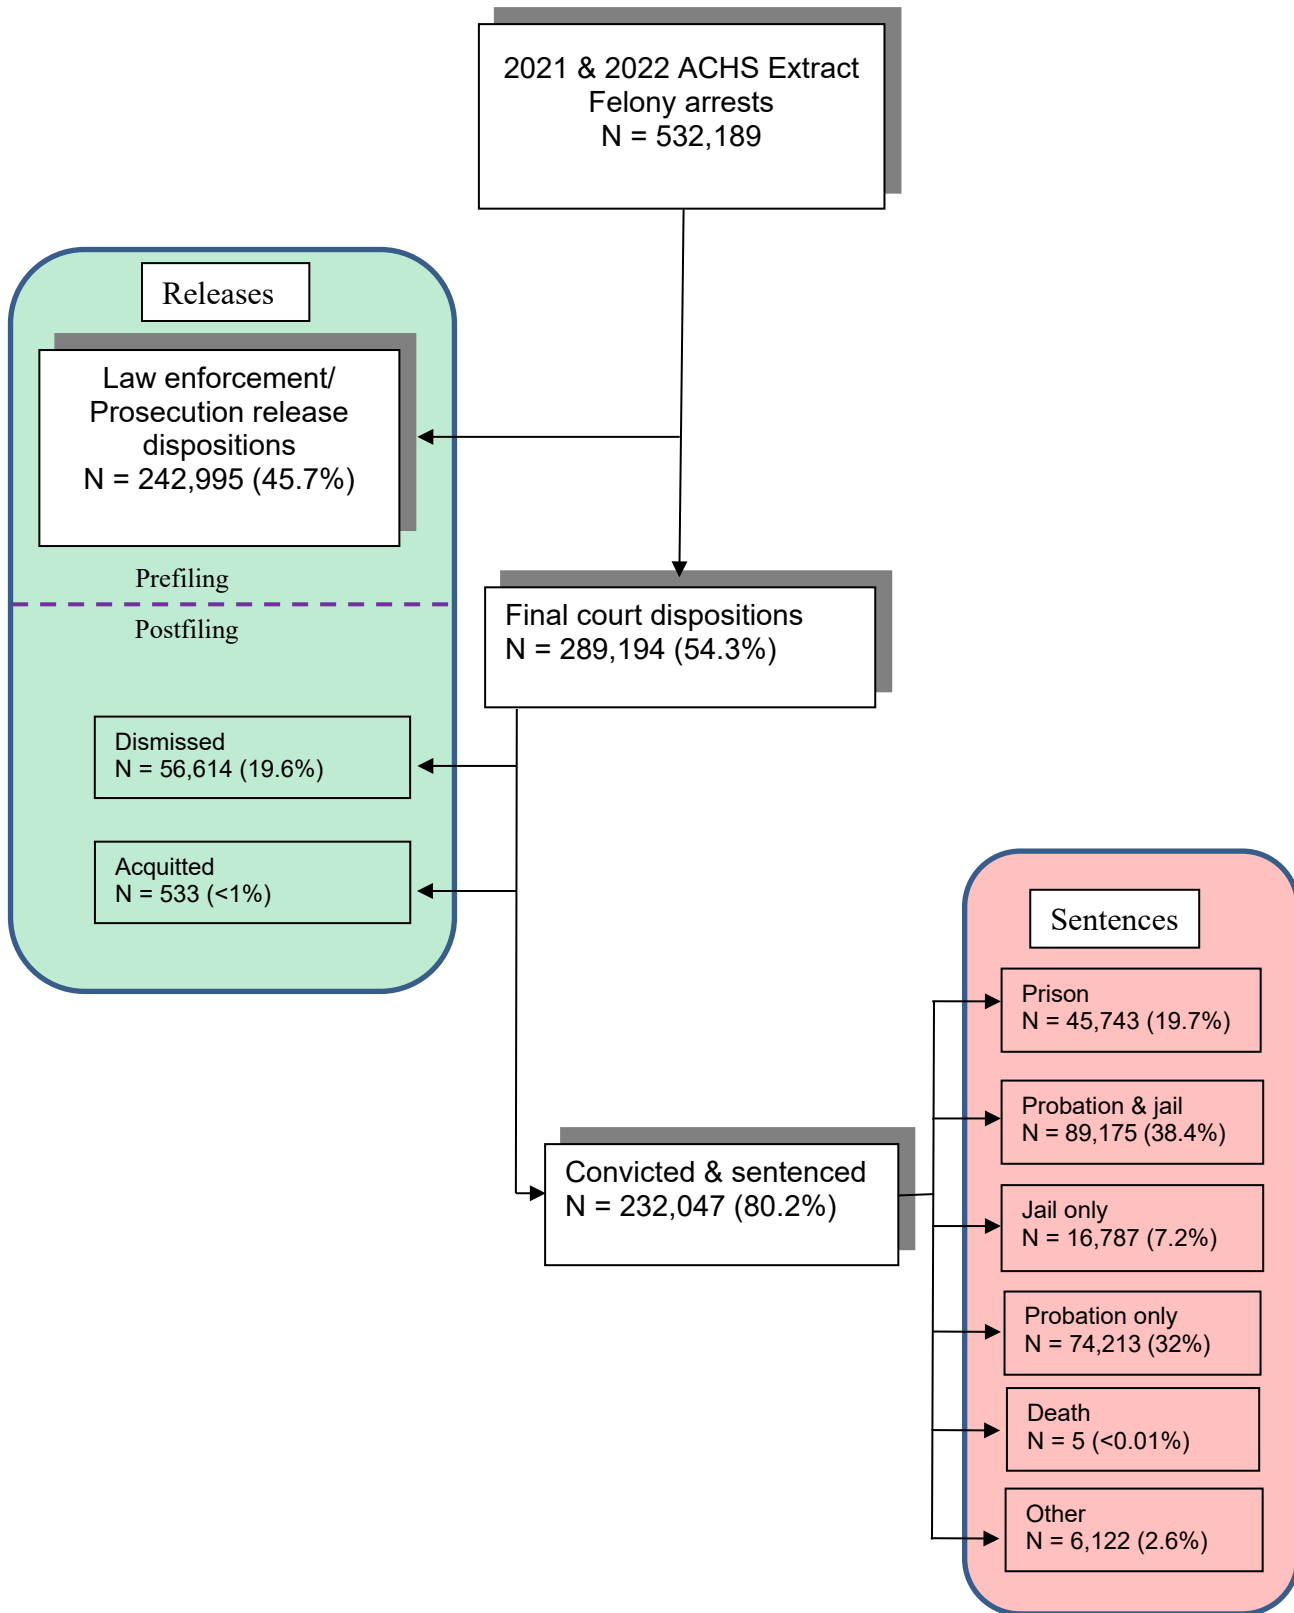 2021 & 2022 ACHS Extract
Felony arrests
N = 532,189
Releases
Law enforcement/
Prosecution release
dispositions
N = 242,995 (45.7%)
Prefiling
Postfiling
Final court dispositions
N = 289,194 (54.3%)
Dismissed
N = 56,614 (19.6%)
Acquitted
N = 533 (<1%)
Convicted & sentenced
N = 232,047 (80.2%)
Sentences
Prison
N = 45,743 (19.7%)
Probation & jail
N = 89,175 (38.4%)
Jail only
N = 16,787 (7.2%)
Probation only
N = 74,213 (32%)
Death
N = 5 (<0.01%)
Other
N = 6,122 (2.6%)